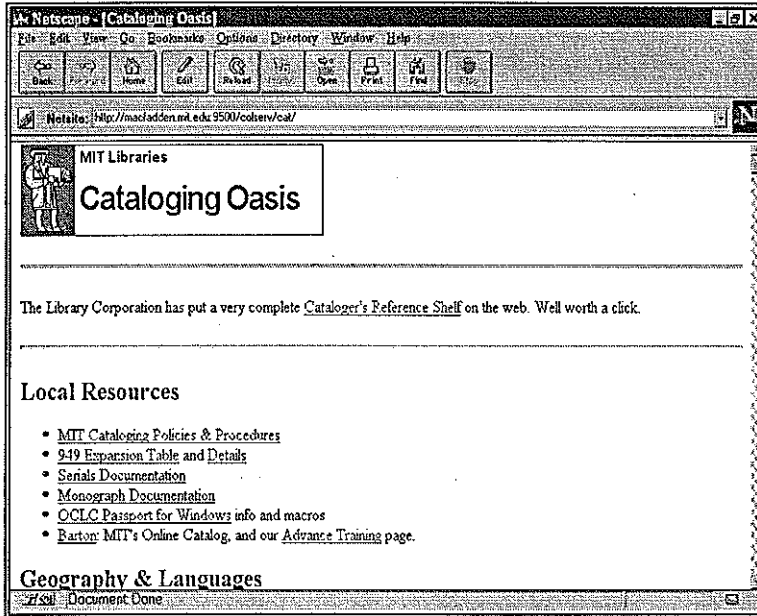 Netscape - [Cataloging Oasis]
File Edit View Go Bookmarks Options Directory Window Help
Back Forward Home Edit Reload Open Print Find
Netsite: http://macfadden.mit.edu:9500/colserv/cat/
N
MIT Libraries
Cataloging Oasis
The Library Corporation has put a very complete Cataloger's Reference Shelf on the web. Well worth a click.
Local Resources
• MIT Cataloging Policies & Procedures
• 949 Expansion Table and Details
• Serials Documentation
• Monograph Documentation
• OCLC Passport for Windows info and macros
• Barton: MIT's Online Catalog, and our Advance Training page.
Geography & Languages
Document Done